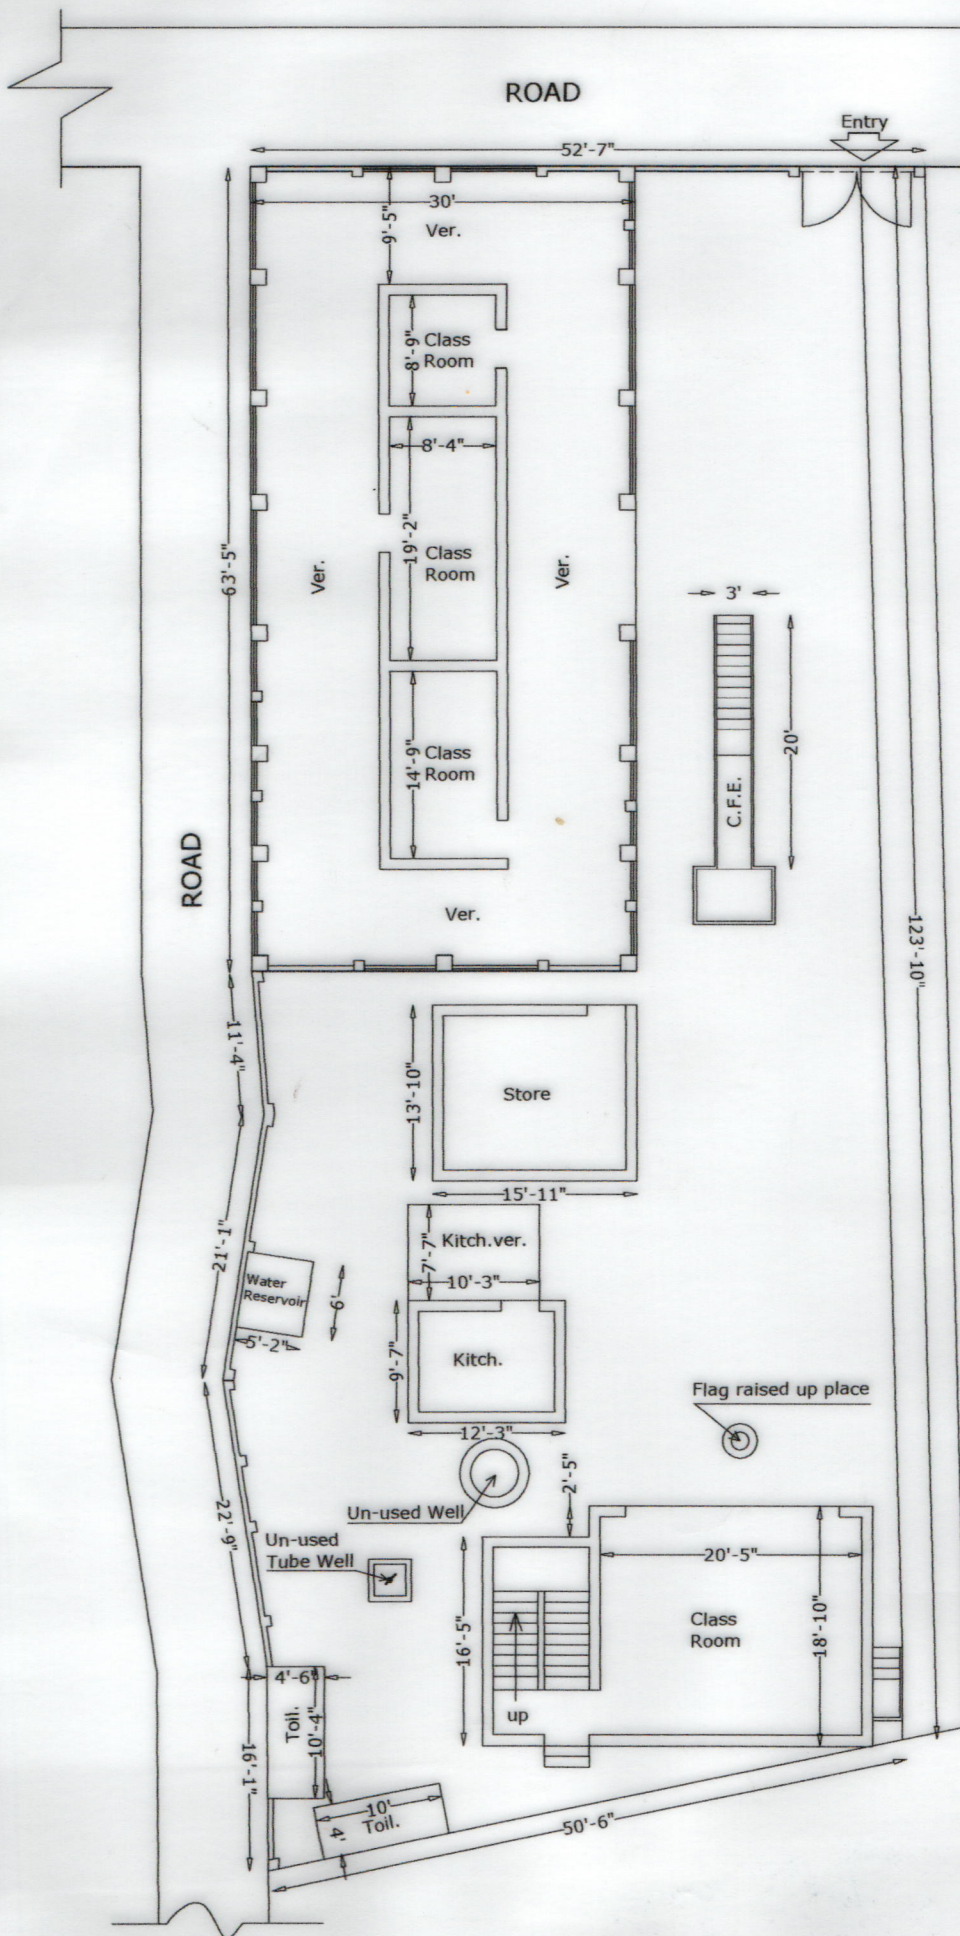 ROAD
Entry
52'-7"
30'
9'-5"
Ver.
Class
Room
8'-9"
8'-4"
19'-2"
Class
Room
Ver.
Ver.
63'-5"
3'
20'
C.F.E.
14'-9"
Class
Room
ROAD
Ver.
123'-10"
11'-4"
13'-10"
Store
15'-11"
21'-1"
Kitch.ver.
7'-7"
10'-3"
Water
Reservoir
6'
5'-2"
9'-7"
Kitch.
12'-3"
Flag raised up place
2'-5"
Un-used Well
22'-9"
Un-used
Tube Well
20'-5"
Class
Room
18'-10"
16'-5"
up
4'-6"
Toil.
10'-4"
16'-1"
10'
Toil.
4'
50'-6"